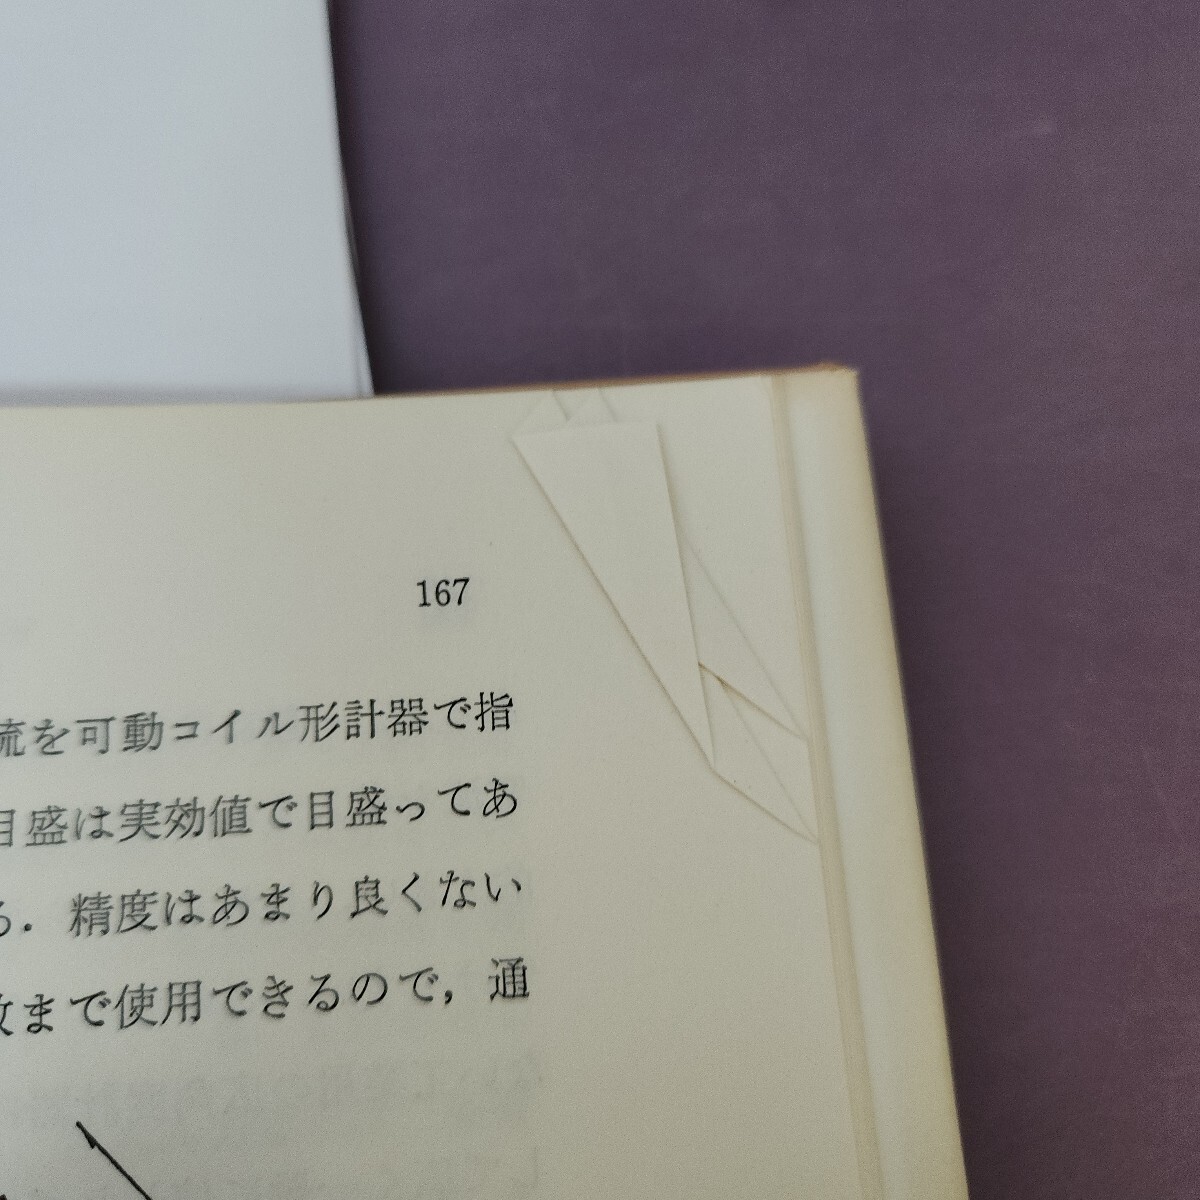 167
流を可動コイル形計器で指
目盛は実効値で目盛ってあ
る．精度はあまり良くない
数まで使用できるので，通